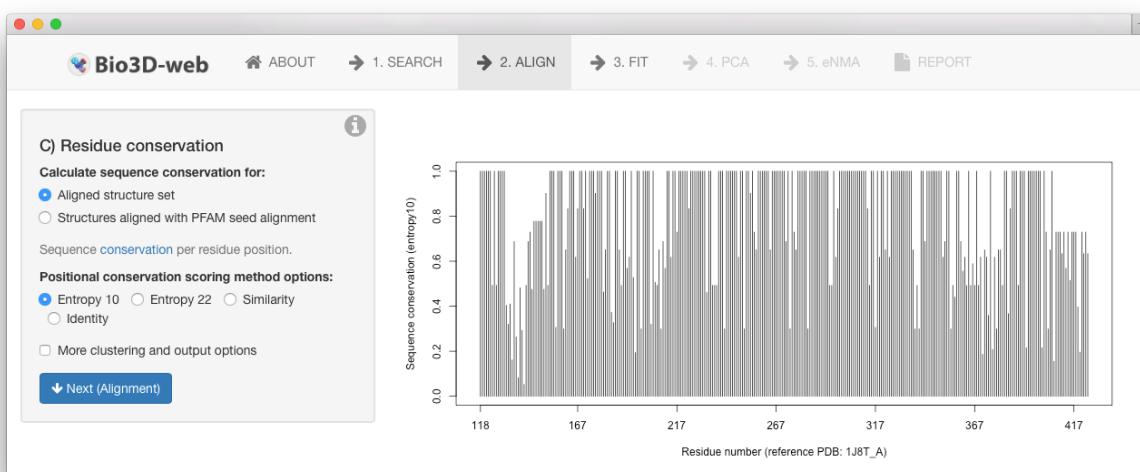 Bio3D-web
ABOUT
1. SEARCH
2. ALIGN
3. FIT
4. PCA
5. eNMA
REPORT
C) Residue conservation
Calculate sequence conservation for:
Aligned structure set
Structures aligned with PFAM seed alignment
Sequence conservation per residue position.
Positional conservation scoring method options:
Entropy 10
Entropy 22
Similarity
Identity
More clustering and output options
Next (Alignment)
Sequence conservation (entropy10)
1.0
0.8
0.6
0.4
0.2
0.0
118
167
217
267
317
367
417
Residue number (reference PDB: 1J8T_A)